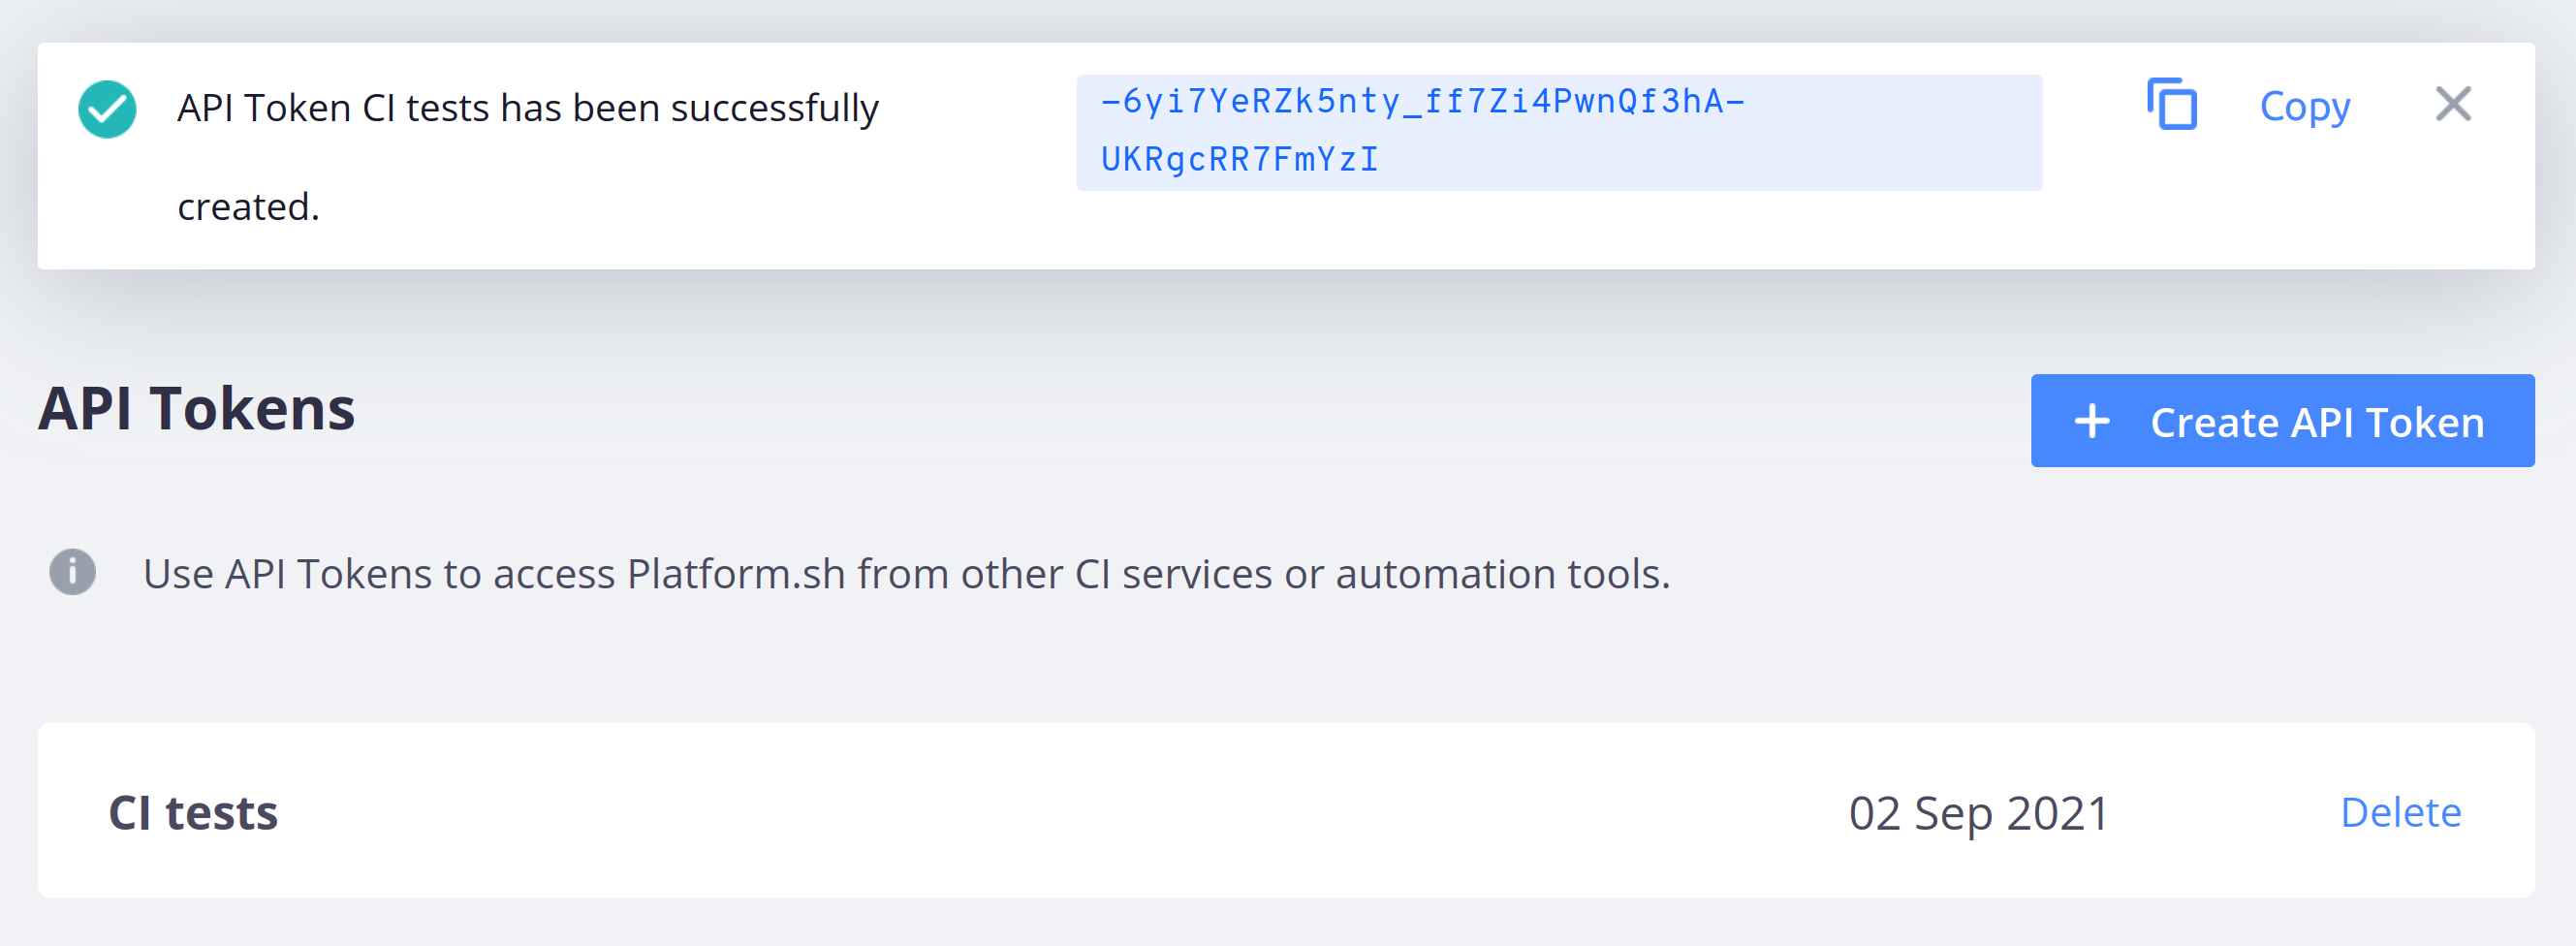 API Token CI tests has been successfully
created.
-6yi7YeRZk5nty_ff7Zi4PwnQf3hA-
UKRgcRR7FmYzI
Copy
API Tokens
Create API Token
Use API Tokens to access Platform.sh from other CI services or automation tools.
CI tests
02 Sep 2021
Delete